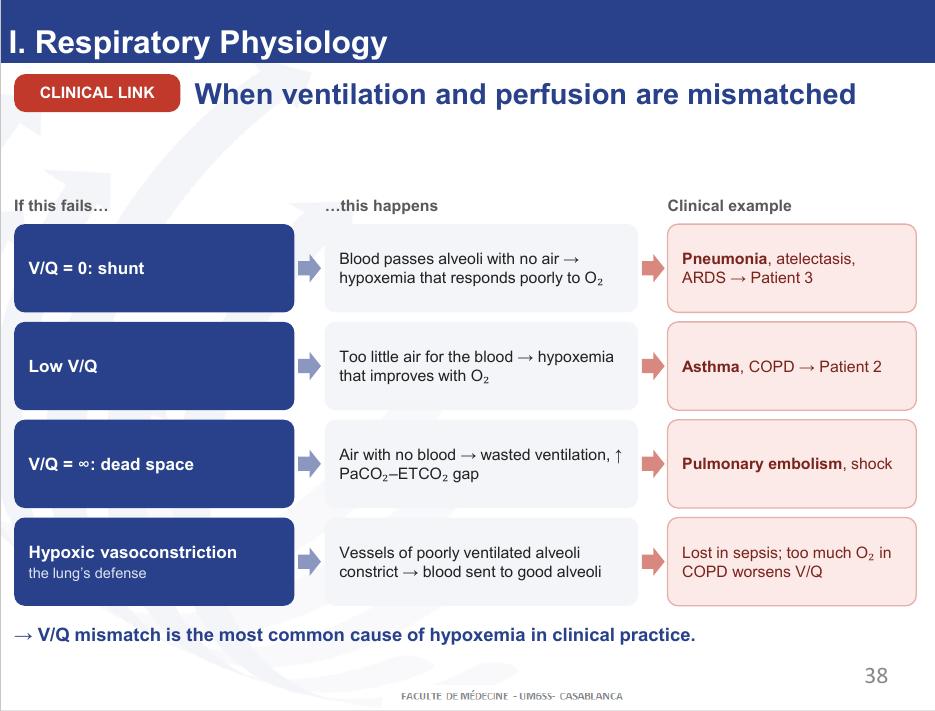 I. Respiratory Physiology
CLINICAL LINK
When ventilation and perfusion are mismatched
If this fails…
…this happens
Clinical example
V/Q = 0: shunt
Blood passes alveoli with no air →
hypoxemia that responds poorly to O₂
Pneumonia, atelectasis,
ARDS → Patient 3
Low V/Q
Too little air for the blood → hypoxemia
that improves with O₂
Asthma, COPD → Patient 2
V/Q = ∞: dead space
Air with no blood → wasted ventilation, ↑
PaCO₂–ETCO₂ gap
Pulmonary embolism, shock
Hypoxic vasoconstriction
the lung’s defense
Vessels of poorly ventilated alveoli
constrict → blood sent to good alveoli
Lost in sepsis; too much O₂ in
COPD worsens V/Q
→ V/Q mismatch is the most common cause of hypoxemia in clinical practice.
38
FACULTE DE MÉDECINE - UM6SS- CASABLANCA